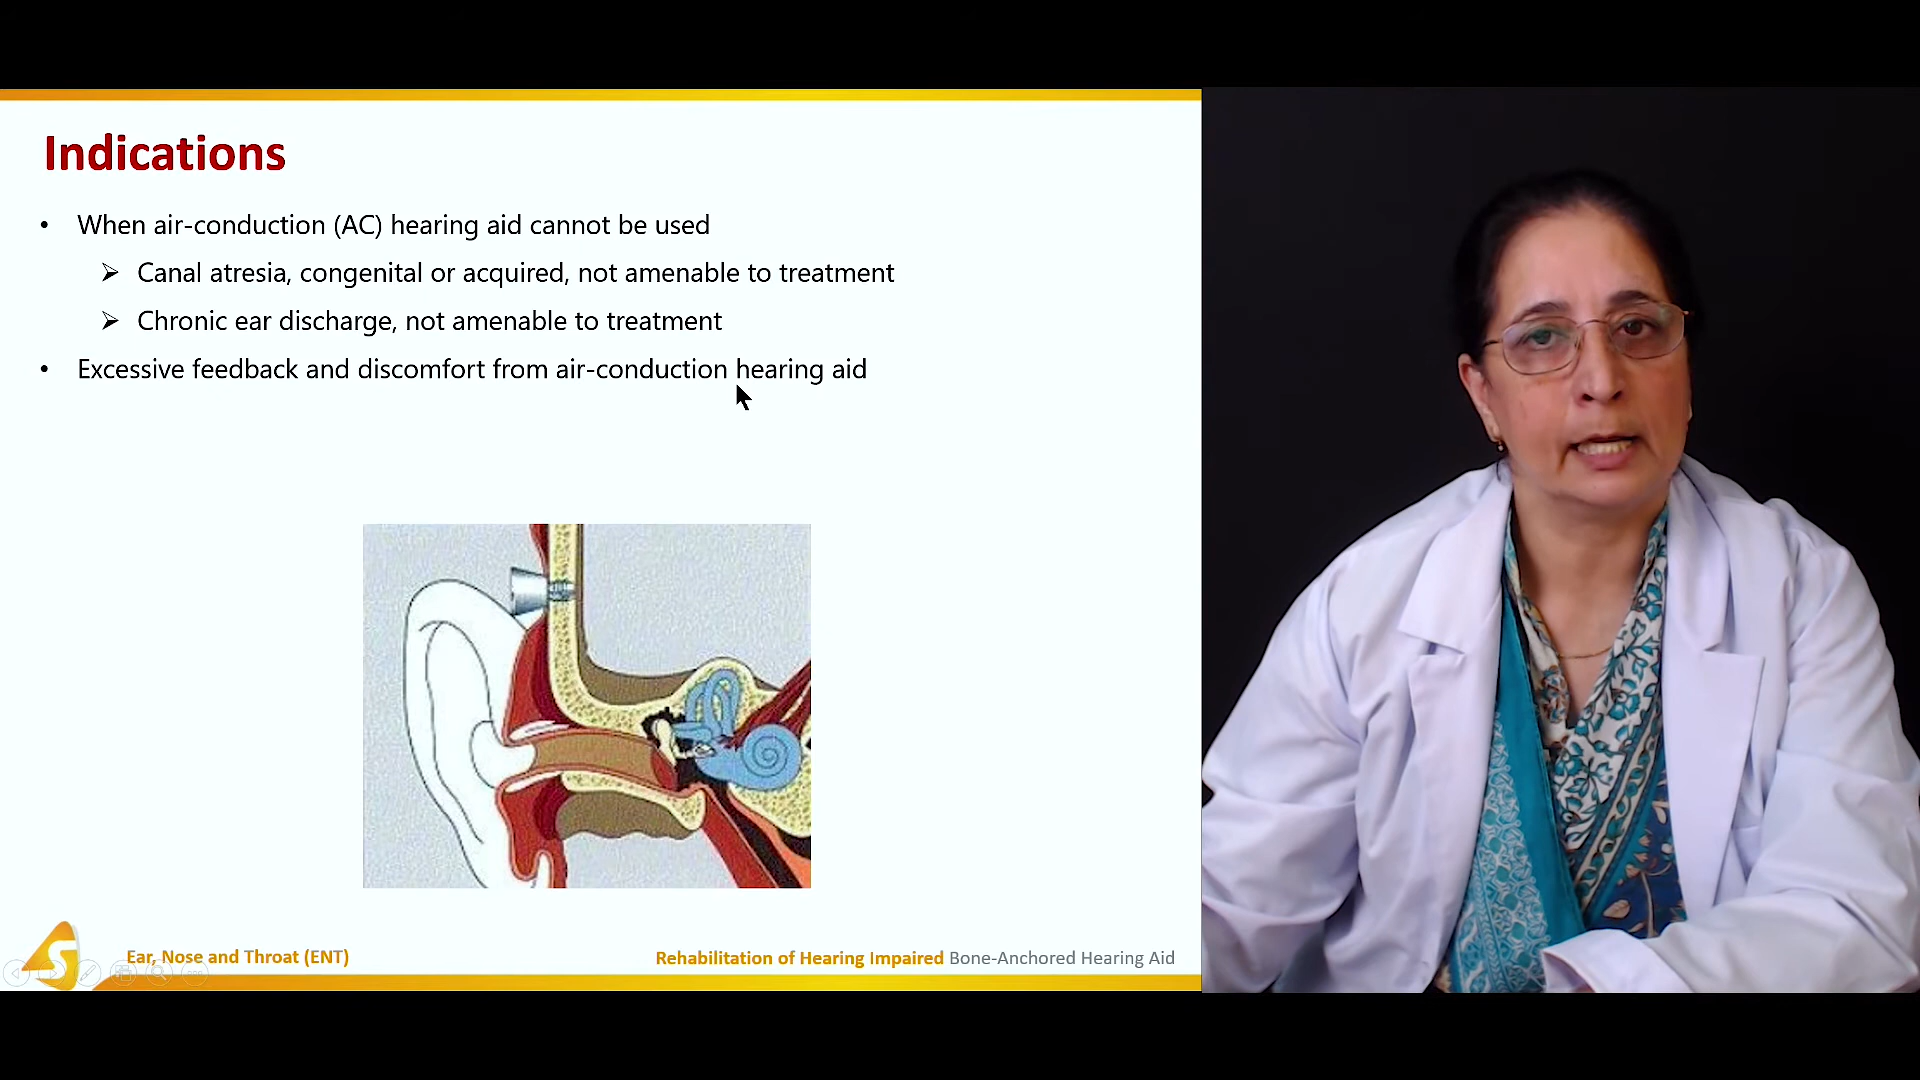 Indications
• When air-conduction (AC) hearing aid cannot be used
➢ Canal atresia, congenital or acquired, not amenable to treatment
➢ Chronic ear discharge, not amenable to treatment
• Excessive feedback and discomfort from air-conduction hearing aid
S
Ear, Nose and Throat (ENT)
Rehabilitation of Hearing Impaired Bone-Anchored Hearing Aid